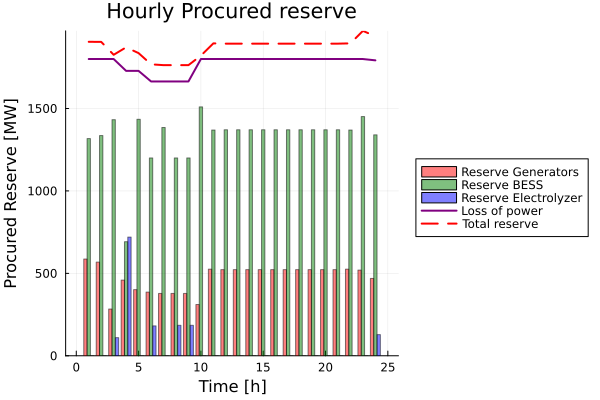 Hourly Procured reserve
Procured Reserve [MW]
1500
1000
500
0
0 5 10 15 20 25
Time [h]
Reserve Generators
Reserve BESS
Reserve Electrolyzer
Loss of power
Total reserve